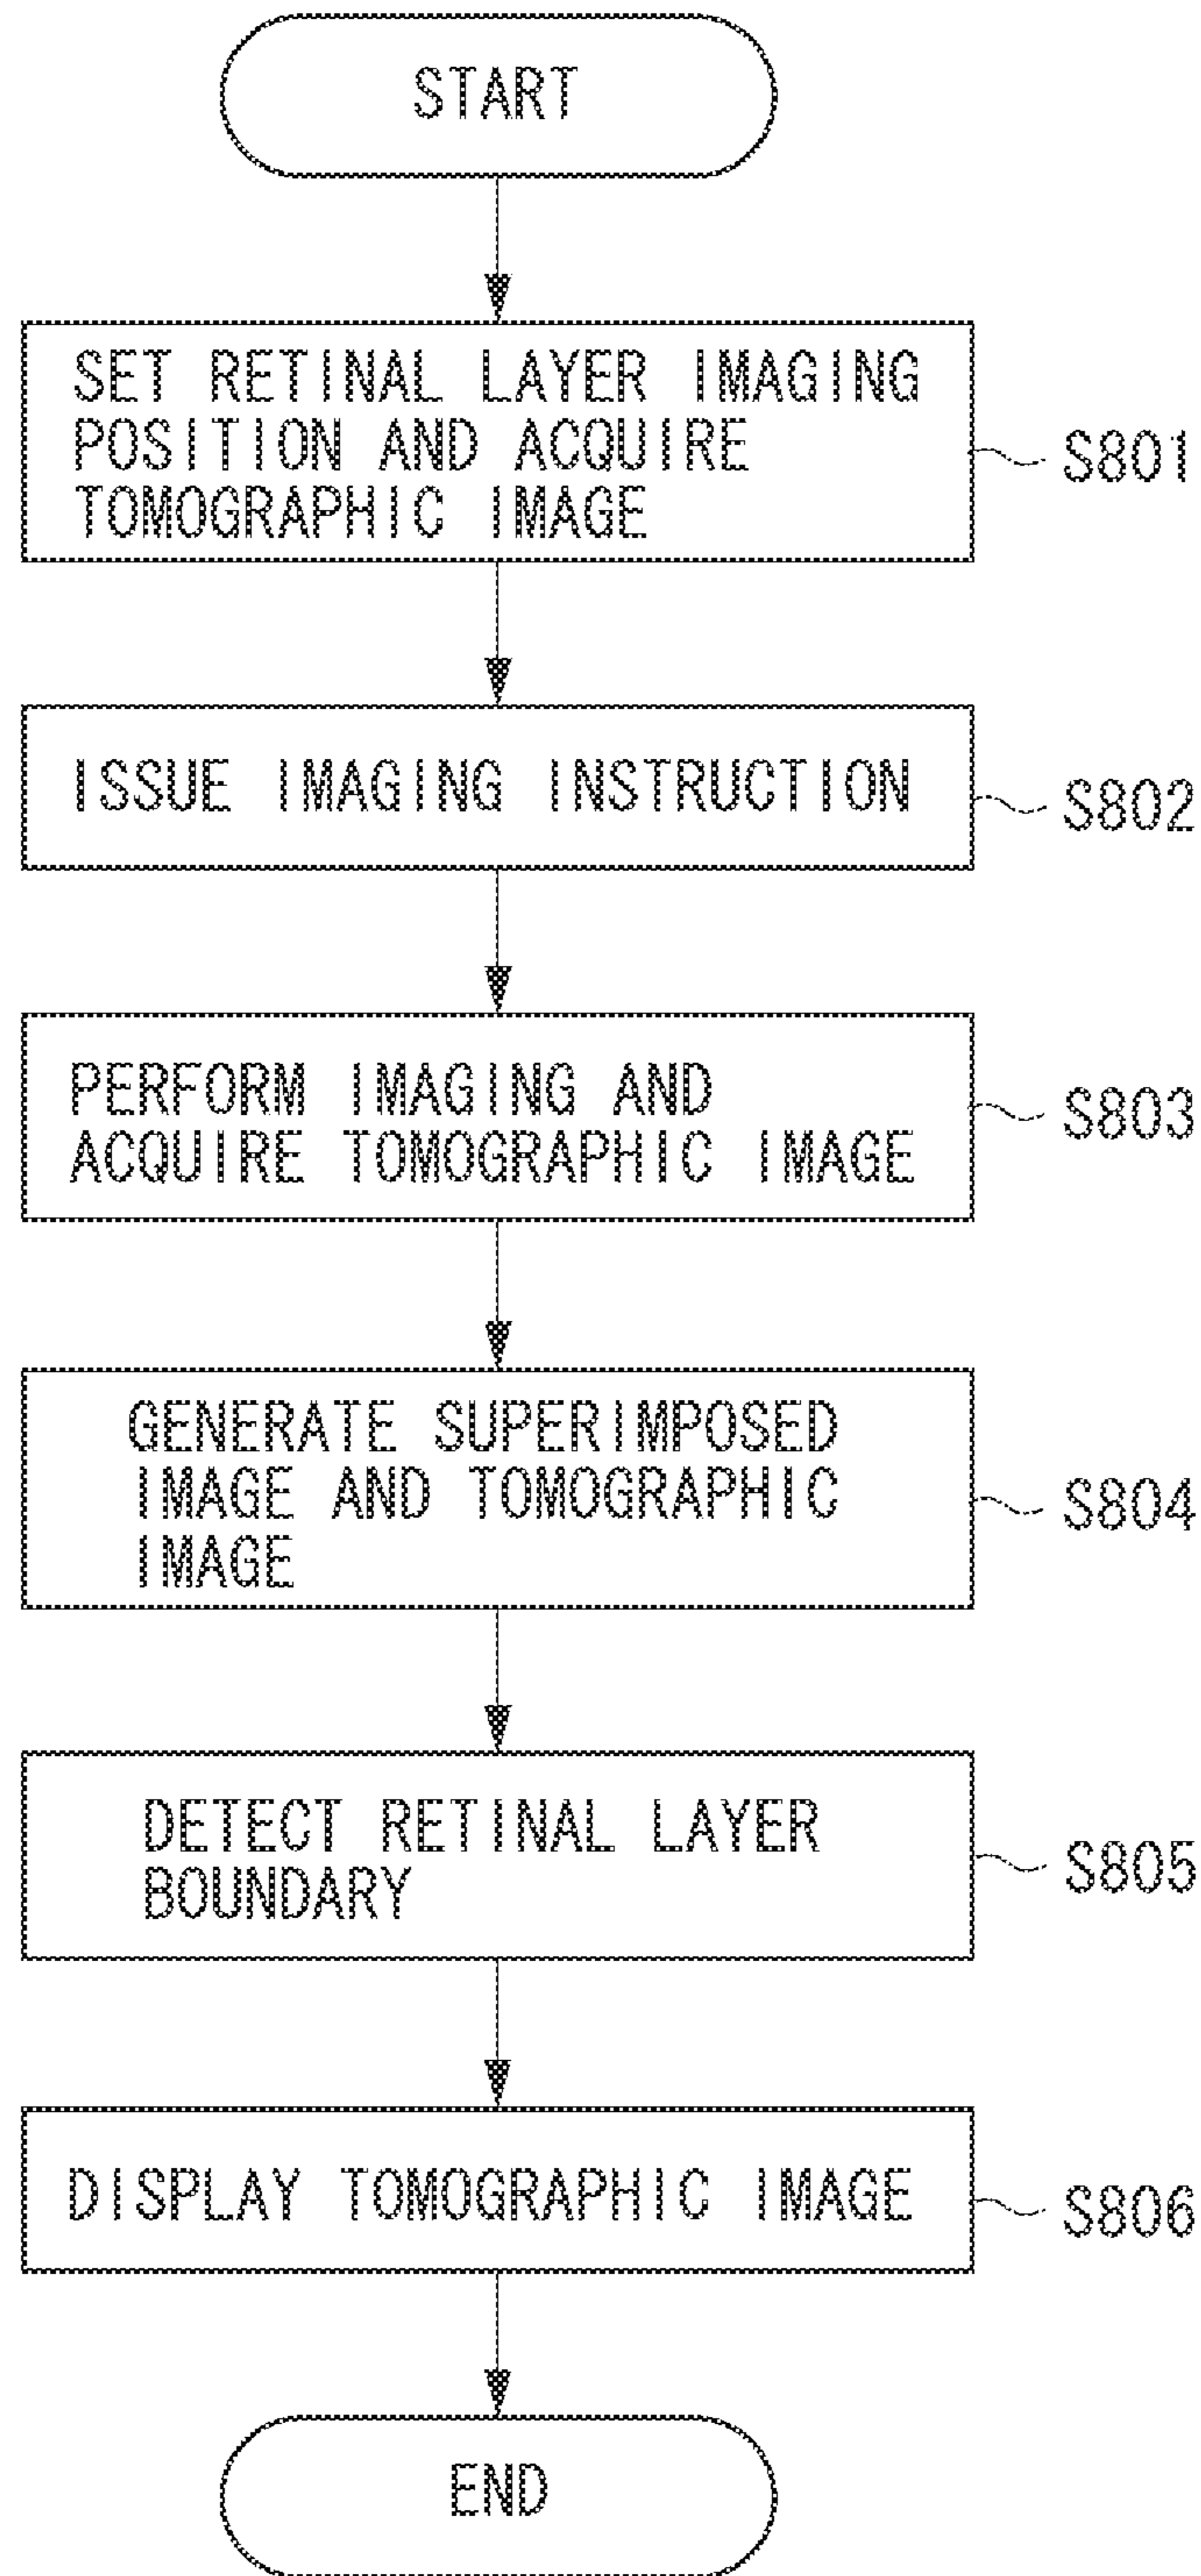 START
SET RETINAL LAYER IMAGING
POSITION AND ACQUIRE
TOMOGRAPHIC IMAGE
S801
ISSUE IMAGING INSTRUCTION
S802
PERFORM IMAGING AND
ACQUIRE TOMOGRAPHIC IMAGE
S803
GENERATE SUPERIMPOSED
IMAGE AND TOMOGRAPHIC
IMAGE
S804
DETECT RETINAL LAYER
BOUNDARY
S805
DISPLAY TOMOGRAPHIC IMAGE
S806
END